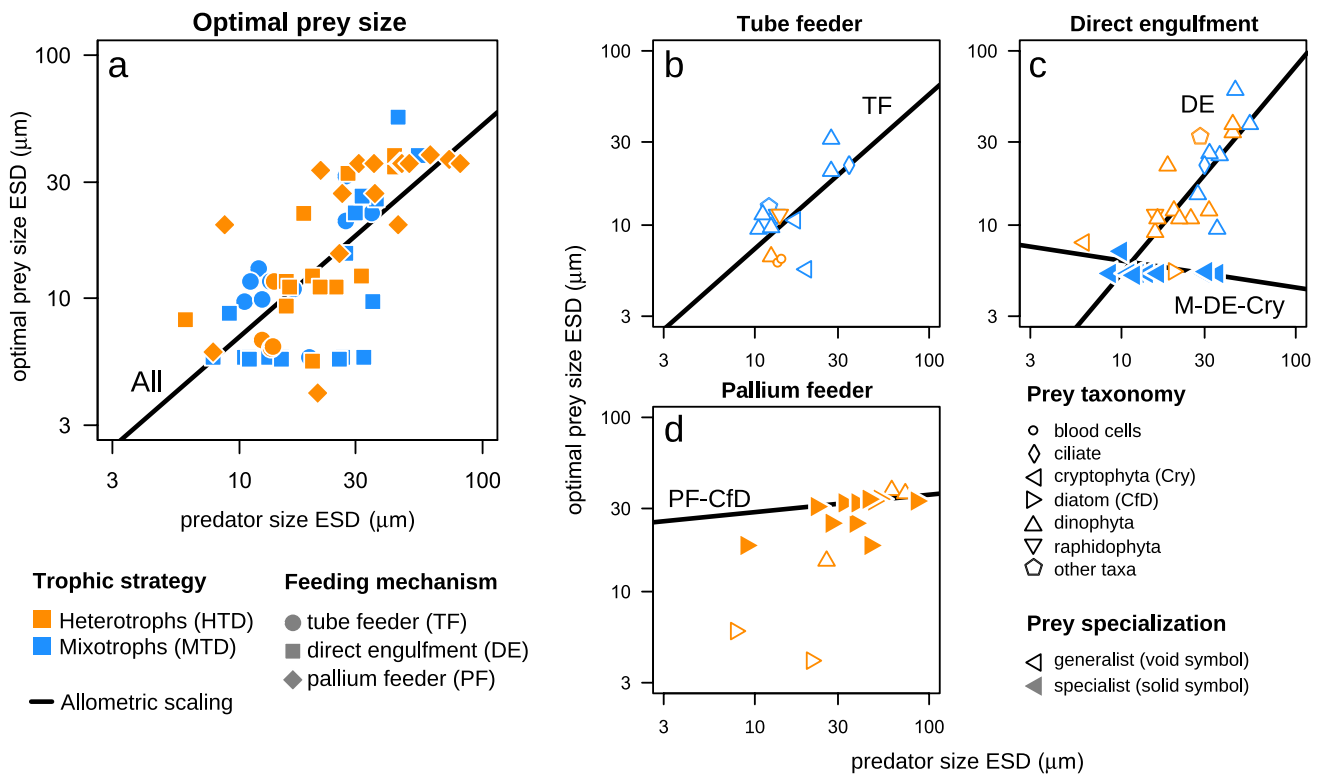 Optimal prey size
a
100
30
10
3
optimal prey size ESD (μm)
All
3
10
30
100
predator size ESD (μm)
Tube feeder
b
100
30
10
3
TF
3
10
30
100
Direct engulfment
c
100
30
10
3
DE
M-DE-Cry
3
10
30
100
optimal prey size ESD (μm)
Pallium feeder
d
100
30
10
3
PF-CfD
3
10
30
100
predator size ESD (μm)
Trophic strategy
Heterotrophs (HTD)
Mixotrophs (MTD)
Allometric scaling
Feeding mechanism
tube feeder (TF)
direct engulfment (DE)
pallium feeder (PF)
Prey taxonomy
blood cells
ciliate
cryptophyta (Cry)
diatom (CfD)
dinophyta
raphidophyta
other taxa
Prey specialization
generalist (void symbol)
specialist (solid symbol)